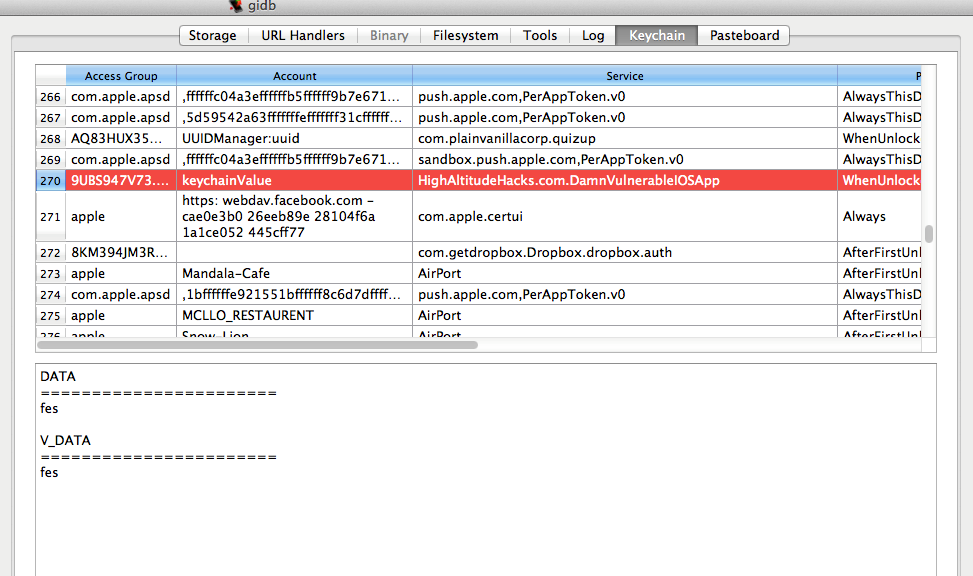 gidb
Storage URL Handlers Binary Filesystem Tools Log Keychain Pasteboard
Access Group Account Service P
266 com.apple.apsd ,ffffffc04a3effffffb5ffffff9b7e671... push.apple.com,PerAppToken.v0 AlwaysThisD
267 com.apple.apsd ,5d59542a63fffffffefffffff31cffffff... push.apple.com,PerAppToken.v0 AlwaysThisD
268 AQ83HUX35... UUIDManager:uuid com.plainvanillacorp.quizup WhenUnlock
269 com.apple.apsd ,ffffffc04a3effffffb5ffffff9b7e671... sandbox.push.apple.com,PerAppToken.v0 AlwaysThisD
270 9UBS947V73.... keychainValue HighAltitudeHacks.com.DamnVulnerableIOSApp WhenUnlock
271 apple https: webdav.facebook.com - com.apple.certui Always
cae0e3b0 26eeb89e 28104f6a
1a1ce052 445cff77
272 8KM394JM3R... com.getdropbox.Dropbox.dropbox.auth AfterFirstUnl
273 apple Mandala-Cafe AirPort AfterFirstUnl
274 com.apple.apsd ,1bffffffe921551bffffff8c6d7dffff... push.apple.com,PerAppToken.v0 AlwaysThisD
275 apple MCLLO_RESTAURENT AirPort AfterFirstUnl
276 apple Snow-Lion AirPort AfterFirstUnl
DATA
=======================
fes
V_DATA
=======================
fes